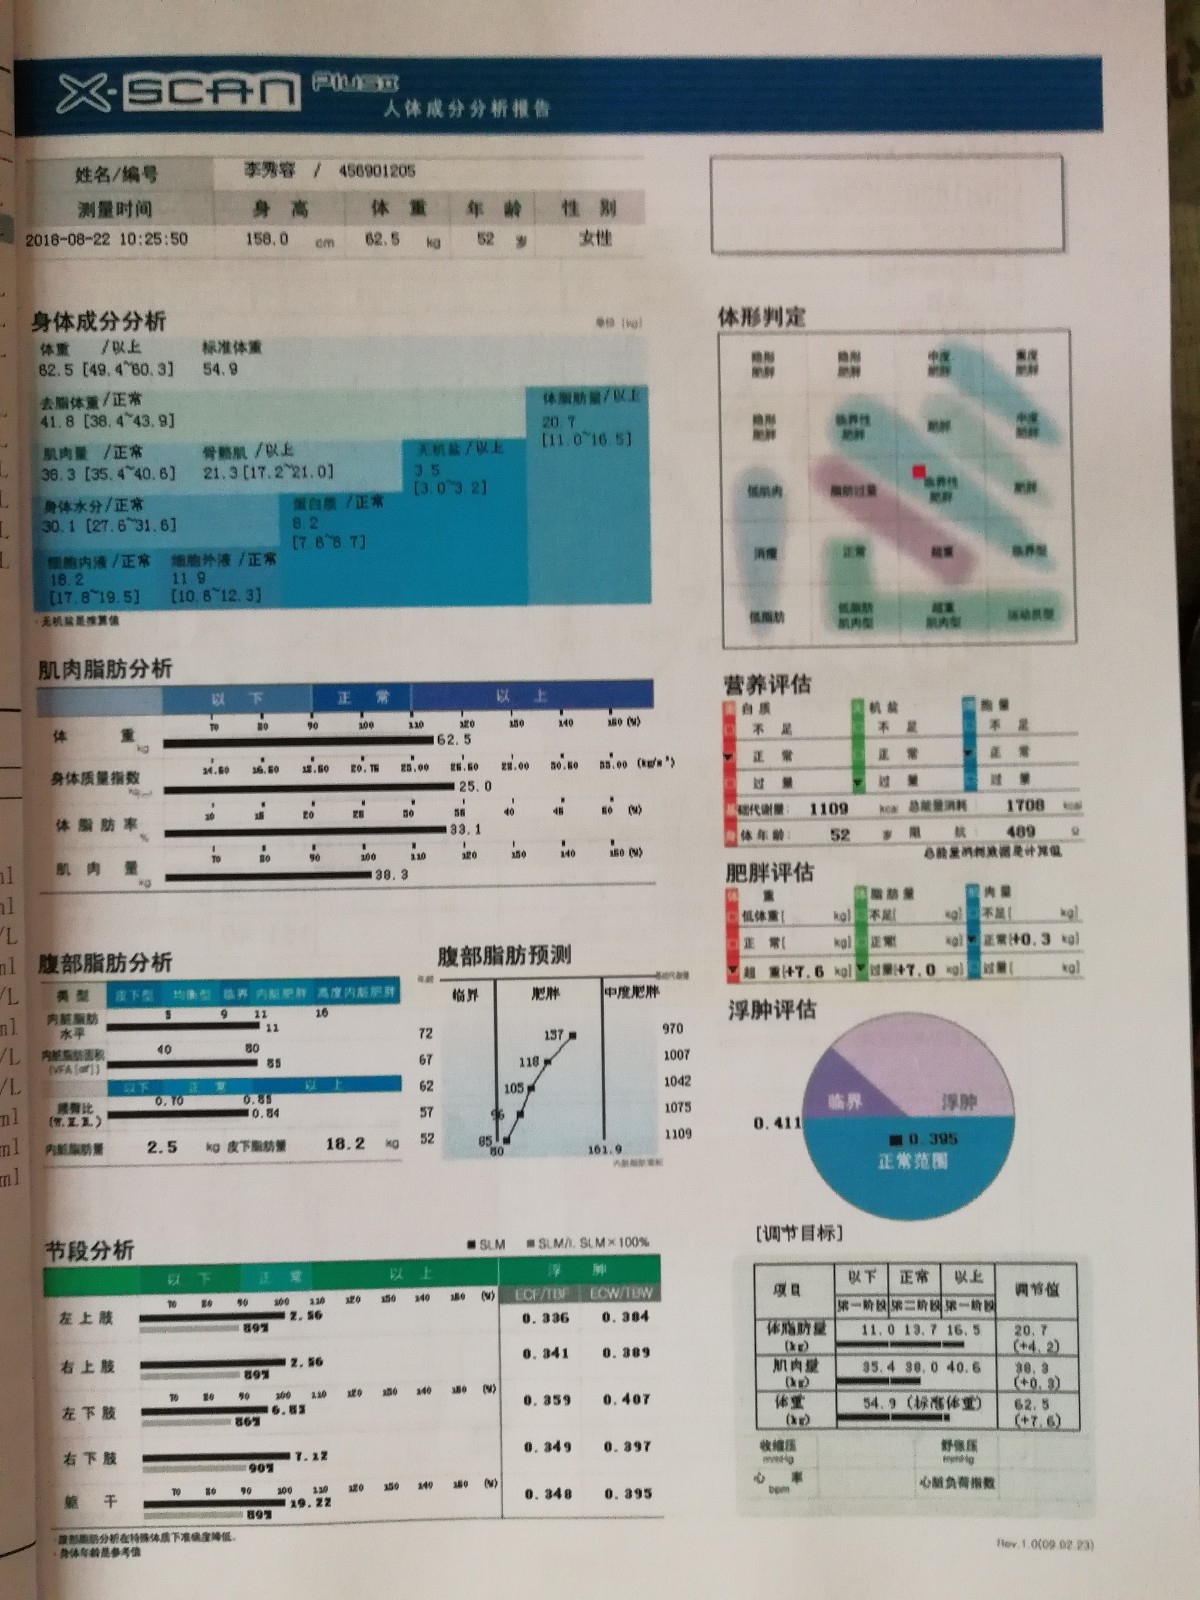 X-SCAN PlusⅡ
人体成分分析报告
姓名/编号 李秀容 / 456901205
测量时间 身 高 体 重 年 龄 性 别
2018-08-22 10:25:50 158.0 cm 62.5 kg 52 岁 女性
身体成分分析 单位 [kg]
体重 /以上 标准体重
62.5 [49.4~60.3] 54.9
去脂体重/正常
41.8 [38.4~43.9]
体脂肪量/以上
20.7
[11.0~16.5]
肌肉量 /正常 骨骼肌 /以上
38.3 [35.4~40.6] 21.3[17.2~21.0]
无机盐/以上
3.5
[3.0~3.2]
身体水分/正常
30.1 [27.6~31.6]
蛋白质 /正常
8.2
[7.6~8.7]
细胞内液 /正常 细胞外液 /正常
18.2 11.9
[17.8~19.5] [10.8~12.3]
· 无机盐是推算值
体形判定
隐形肥胖 隐形肥胖 中度肥胖 重度肥胖
隐形肥胖 临界性肥胖 肥胖 中度肥胖
低肌肉 脂肪过量 临界性肥胖 肥胖
消瘦 正常 超重 临界型
低脂肪 低脂肪肌肉型 超重肌肉型 运动员型
肌肉脂肪分析
以 下 正 常 以 上
70 80 90 100 110 120 130 140 150 (%)
体 重 kg 62.5
身体质量指数 25.0
10 15 20 25 30 35 40 45 50 (%)
体 脂 肪 率 % 33.1
70 80 90 100 110 120 130 140 150 (%)
肌 肉 量 kg 38.3
营养评估
蛋白质 无机盐 脂肪量
不 足 不 足 不 足
正 常 正 常 正 常
过 量 过 量 过 量
基础代谢量: 1109 kcal 总能量消耗 1708 kcal
身体年龄: 52 岁 阻 抗: 489 Ω
总能量消耗数据是计算值
肥胖评估
体 重 体脂肪量 肌肉量
低体重[ kg] 不足[ kg] 不足[ kg]
正 常[ kg] 正常[ kg] 正常[+0.3 kg]
超 重[+7.6 kg] 过量[+7.0 kg] 过量[ kg]
腹部脂肪分析
类 型 皮下型 均衡型 临界 内脏肥胖 高度内脏肥胖
5 9 11 16
内脏脂肪水平 11
40 80
内脏脂肪面积 (VFA[㎠]) 85
以下 正 常 以 上
0.70 0.85
腰臀比 (W.H.R.) 0.84
内脏脂肪量 2.5 kg 皮下脂肪量 18.2 kg
腹部脂肪预测
年龄 基础代谢量
临界 肥胖 中度肥胖
72 137 970
67 118 1007
62 105 1042
57 96 1075
52 85 1109
80 161.9
内脏脂肪面积
浮肿评估
临界 浮肿
0.411
0.395
正常范围
节段分析 SLM SLM/I. SLM×100%
以 下 正 常 以 上 浮 肿
ECF/TBF ECW/TBW
70 80 90 100 110 120 130 140 150 (%)
左 上 肢 2.56 89% 0.336 0.384
右 上 肢 2.56 89% 0.341 0.389
70 80 90 100 110 120 130 140 150 (%)
左 下 肢 6.83 86% 0.359 0.407
右 下 肢 7.12 90% 0.349 0.397
70 80 90 100 110 120 130 140 150 (%)
躯 干 19.22 89% 0.348 0.395
· 腹部脂肪分析在特殊体质下准确度降低.
· 身体年龄是参考值
[调节目标]
项目 以下 正常 以上 调节值
第一阶段 第二阶段 第一阶段
体脂肪量 (kg) 11.0 13.7 16.5 20.7 (+4.2)
肌肉量 (kg) 35.4 38.0 40.6 38.3 (+0.3)
体重 (kg) 54.9 (标准体重) 62.5 (+7.6)
收缩压 mmHg 舒张压 mmHg
心 率 bpm 心脏负荷指数
Rev.1.0(09.02.23)